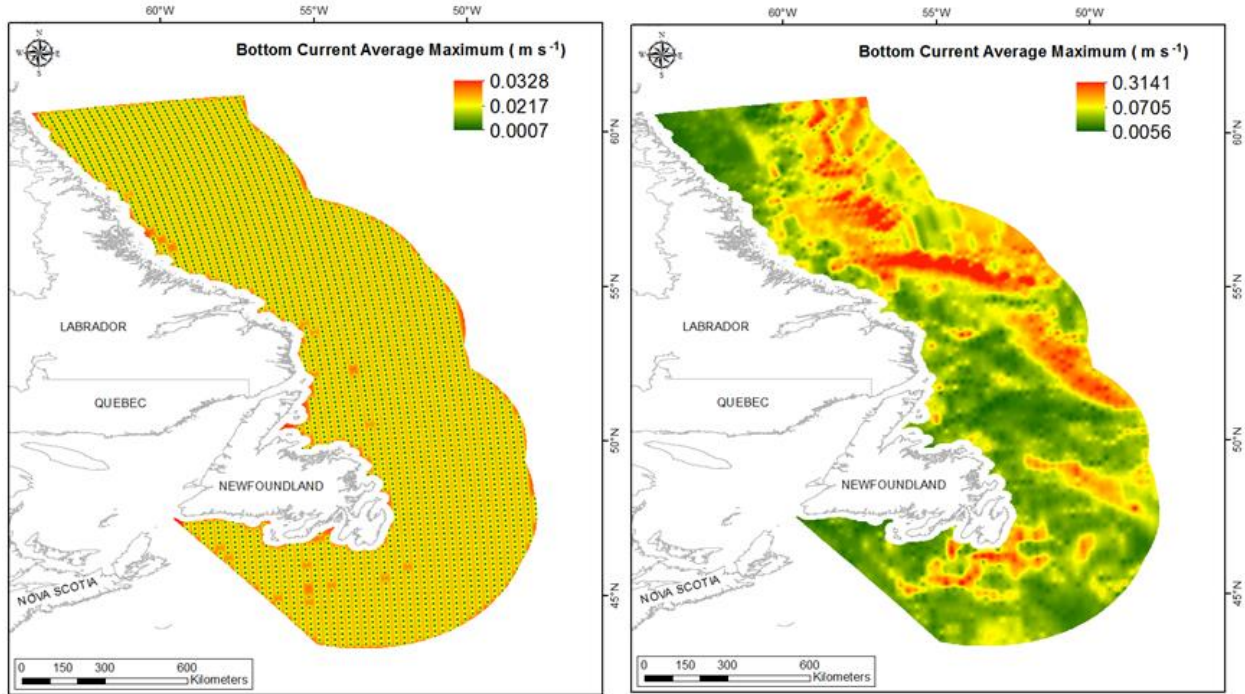 60°W 55°W 50°W
N
W E
S
Bottom Current Average Maximum ( m s⁻¹)
0.0328
0.0217
0.0007
60°N
55°N
50°N
45°N
LABRADOR
QUEBEC
NEWFOUNDLAND
NOVA SCOTIA
0 150 300 600
Kilometers
60°W 55°W 50°W
N
W E
S
Bottom Current Average Maximum ( m s⁻¹)
0.3141
0.0705
0.0056
60°N
55°N
50°N
45°N
LABRADOR
QUEBEC
NEWFOUNDLAND
NOVA SCOTIA
0 150 300 600
Kilometers